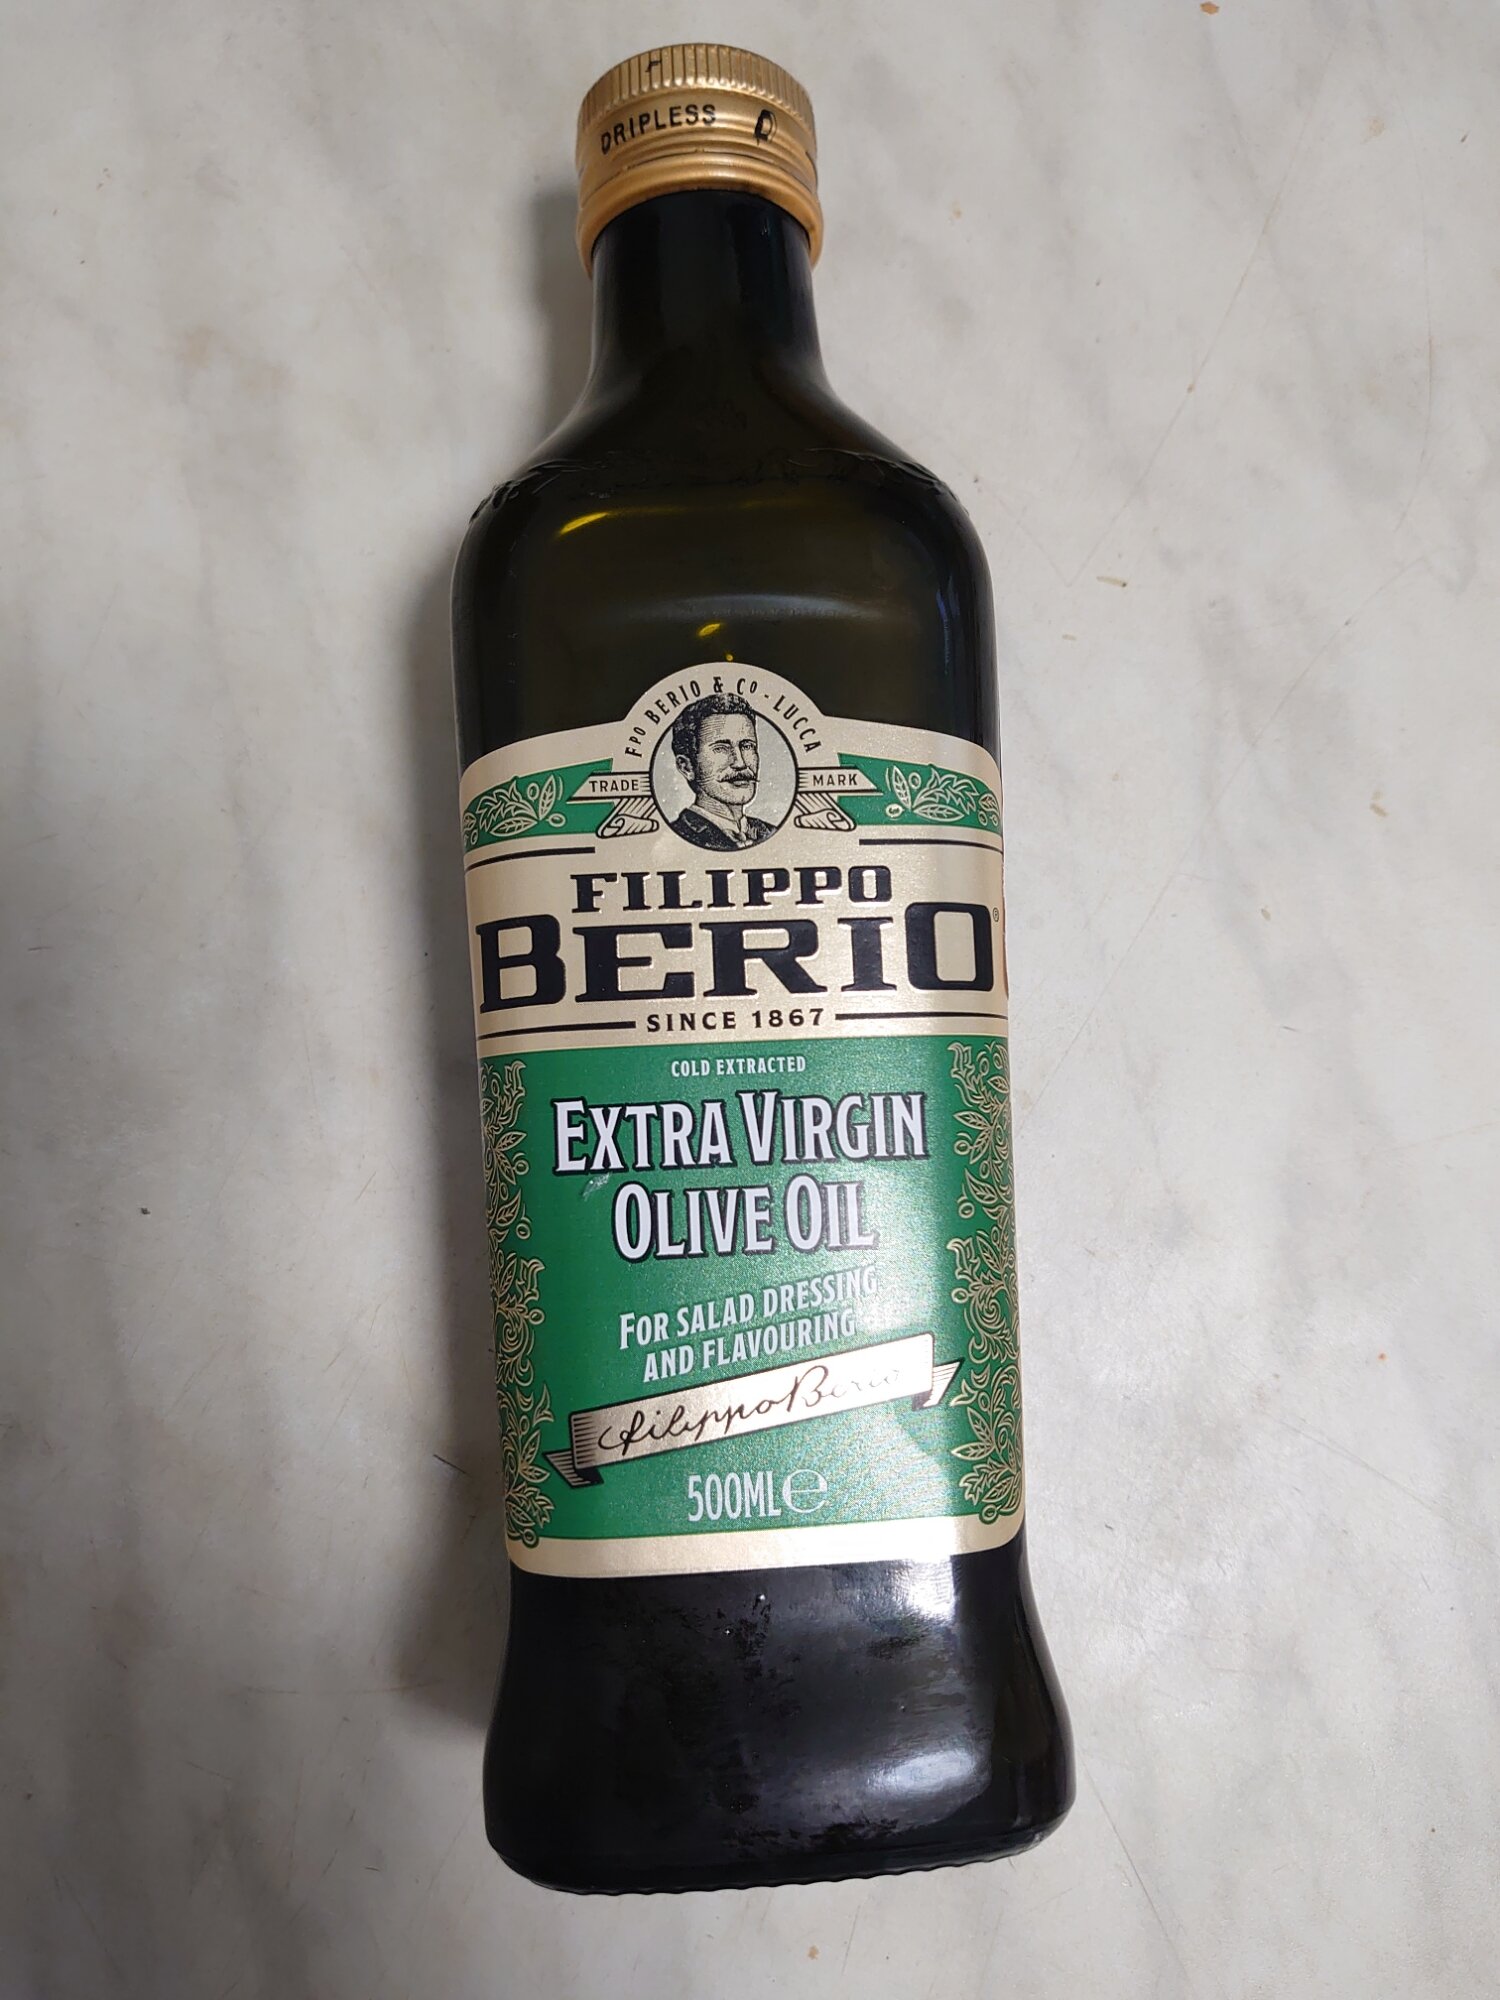 DRIPLESS
Fpo BERIO & Co - LUCCA
TRADE MARK
FILIPPO
BERIO®
SINCE 1867
COLD EXTRACTED
EXTRA VIRGIN
OLIVE OIL
FOR SALAD DRESSING
AND FLAVOURING
Filippo Berio
500ML℮